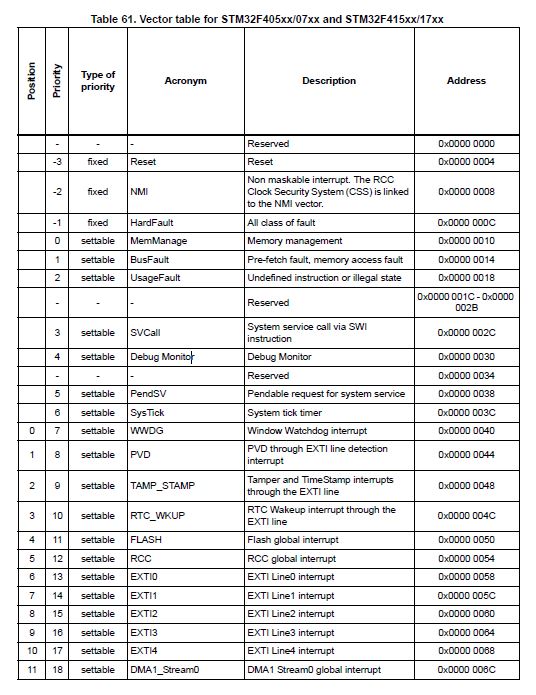 Table 61. Vector table for STM32F405xx/07xx and STM32F415xx/17xx
Position Priority Type of priority Acronym Description Address
- - - Reserved 0x0000 0000
-3 fixed Reset Reset 0x0000 0004
-2 fixed NMI Non maskable interrupt. The RCC Clock Security System (CSS) is linked to the NMI vector. 0x0000 0008
-1 fixed HardFault All class of fault 0x0000 000C
0 settable MemManage Memory management 0x0000 0010
1 settable BusFault Pre-fetch fault, memory access fault 0x0000 0014
2 settable UsageFault Undefined instruction or illegal state 0x0000 0018
- - - Reserved 0x0000 001C - 0x0000 002B
3 settable SVCall System service call via SWI instruction 0x0000 002C
4 settable Debug Monitor Debug Monitor 0x0000 0030
- - - Reserved 0x0000 0034
5 settable PendSV Pendable request for system service 0x0000 0038
6 settable SysTick System tick timer 0x0000 003C
0 7 settable WWDG Window Watchdog interrupt 0x0000 0040
1 8 settable PVD PVD through EXTI line detection interrupt 0x0000 0044
2 9 settable TAMP_STAMP Tamper and TimeStamp interrupts through the EXTI line 0x0000 0048
3 10 settable RTC_WKUP RTC Wakeup interrupt through the EXTI line 0x0000 004C
4 11 settable FLASH Flash global interrupt 0x0000 0050
5 12 settable RCC RCC global interrupt 0x0000 0054
6 13 settable EXTI0 EXTI Line0 interrupt 0x0000 0058
7 14 settable EXTI1 EXTI Line1 interrupt 0x0000 005C
8 15 settable EXTI2 EXTI Line2 interrupt 0x0000 0060
9 16 settable EXTI3 EXTI Line3 interrupt 0x0000 0064
10 17 settable EXTI4 EXTI Line4 interrupt 0x0000 0068
11 18 settable DMA1_Stream0 DMA1 Stream0 global interrupt 0x0000 006C